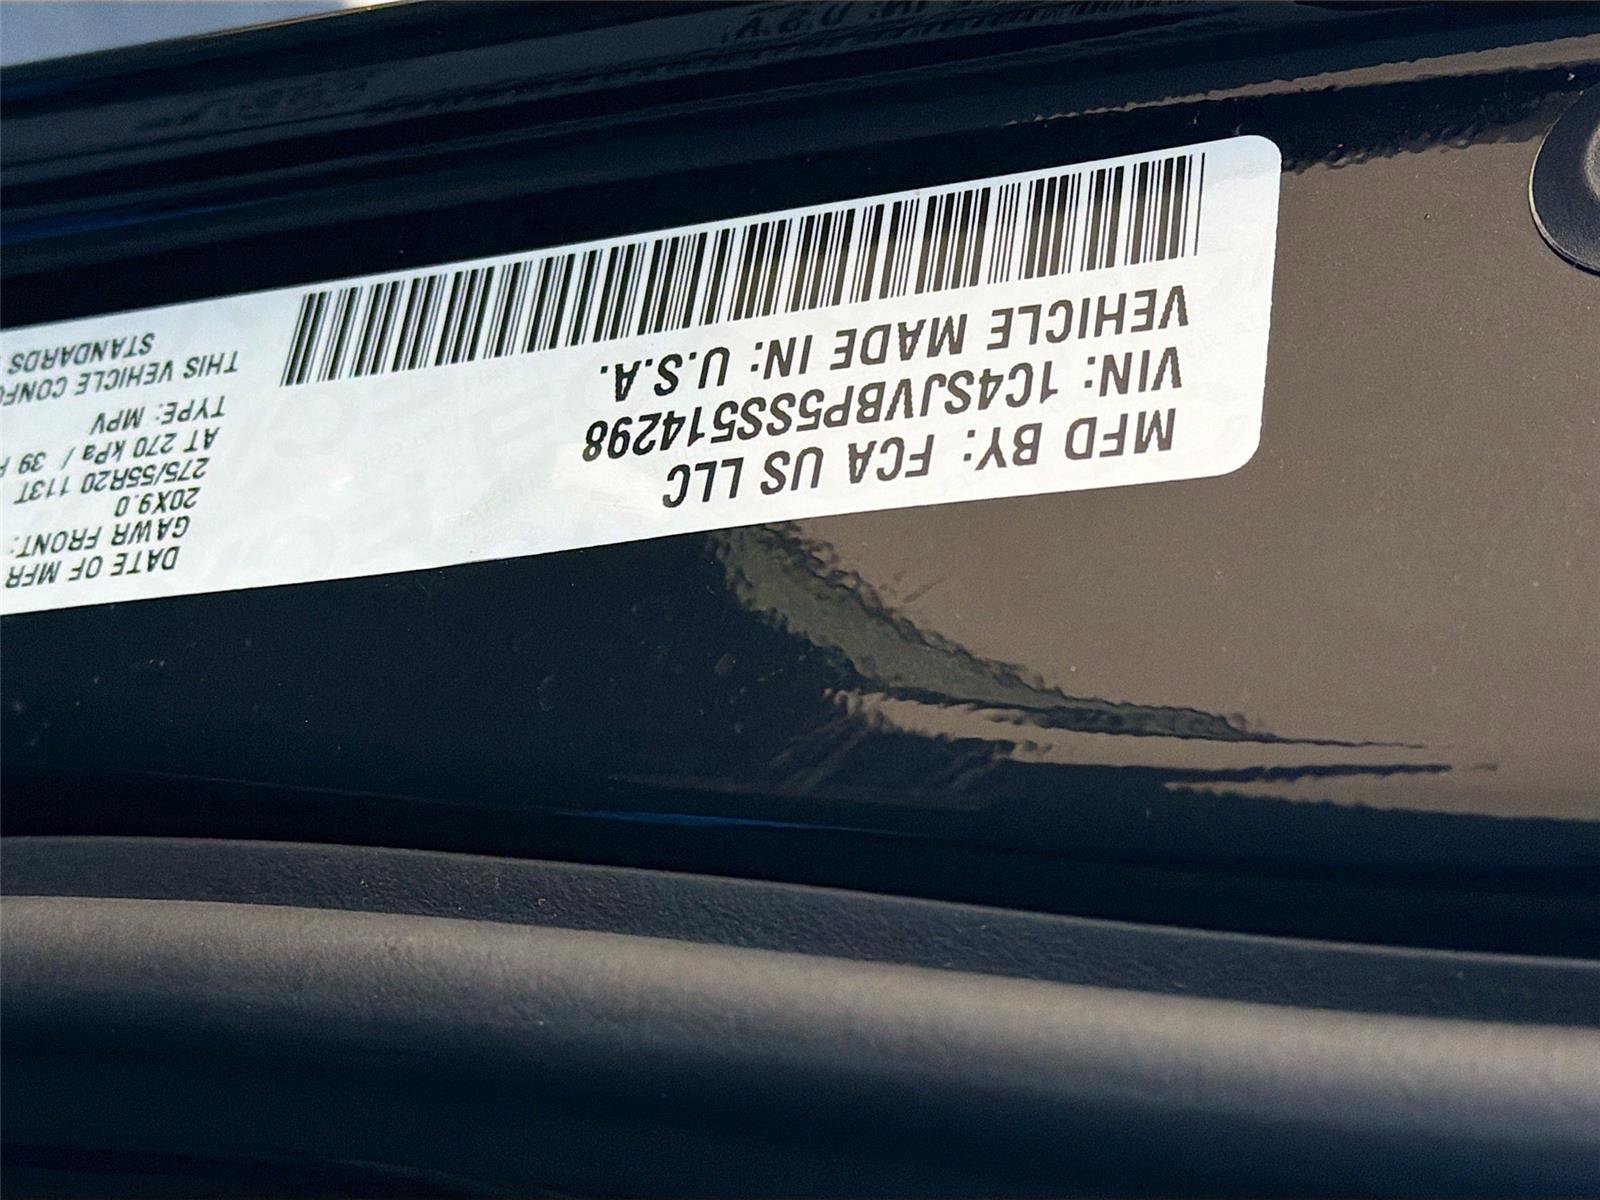 MFD BY: FCA US LLC
VIN: 1C4SJVBP5SS514298
VEHICLE MADE IN: U.S.A.
DATE OF MFR
GAWR FRONT:
20X9.0
275/55R20 113T
AT 270 kPa / 39
TYPE: MPV
THIS VEHICLE CONFO
STANDARDS